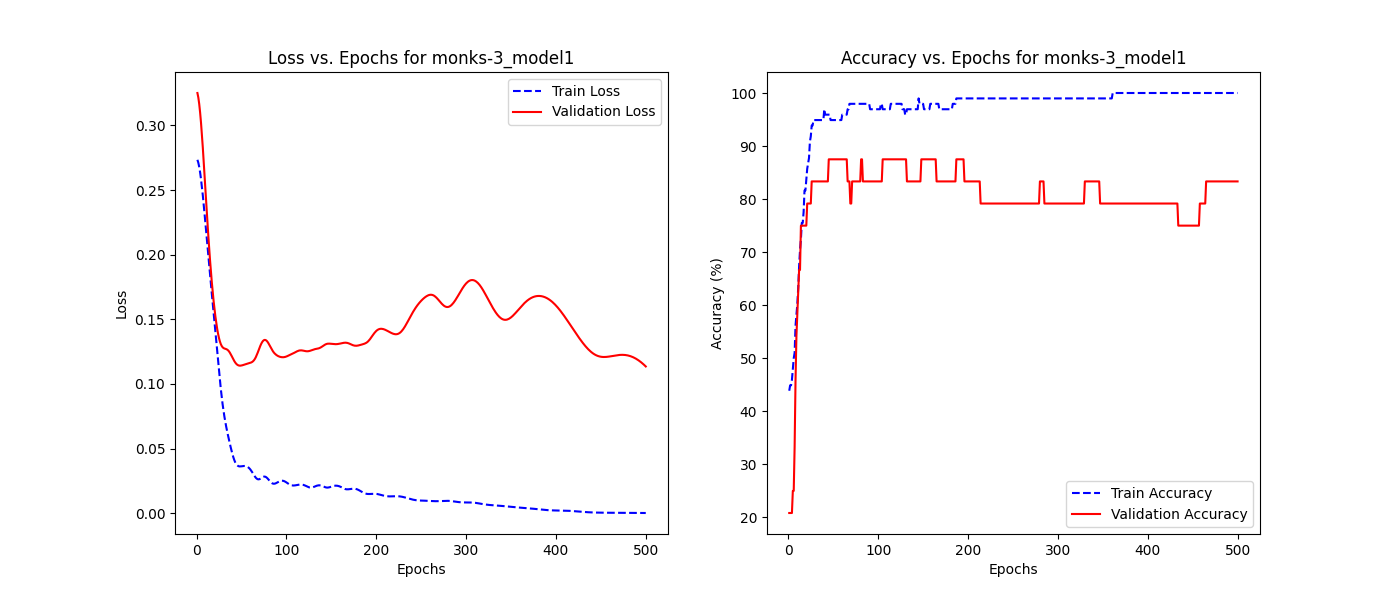 Loss vs. Epochs for monks-3_model1
Train Loss
Validation Loss
0.30
0.25
0.20
0.15
0.10
0.05
0.00
Loss
0 100 200 300 400 500
Epochs
Accuracy vs. Epochs for monks-3_model1
100
90
80
70
60
50
40
30
20
Accuracy (%)
Train Accuracy
Validation Accuracy
0 100 200 300 400 500
Epochs